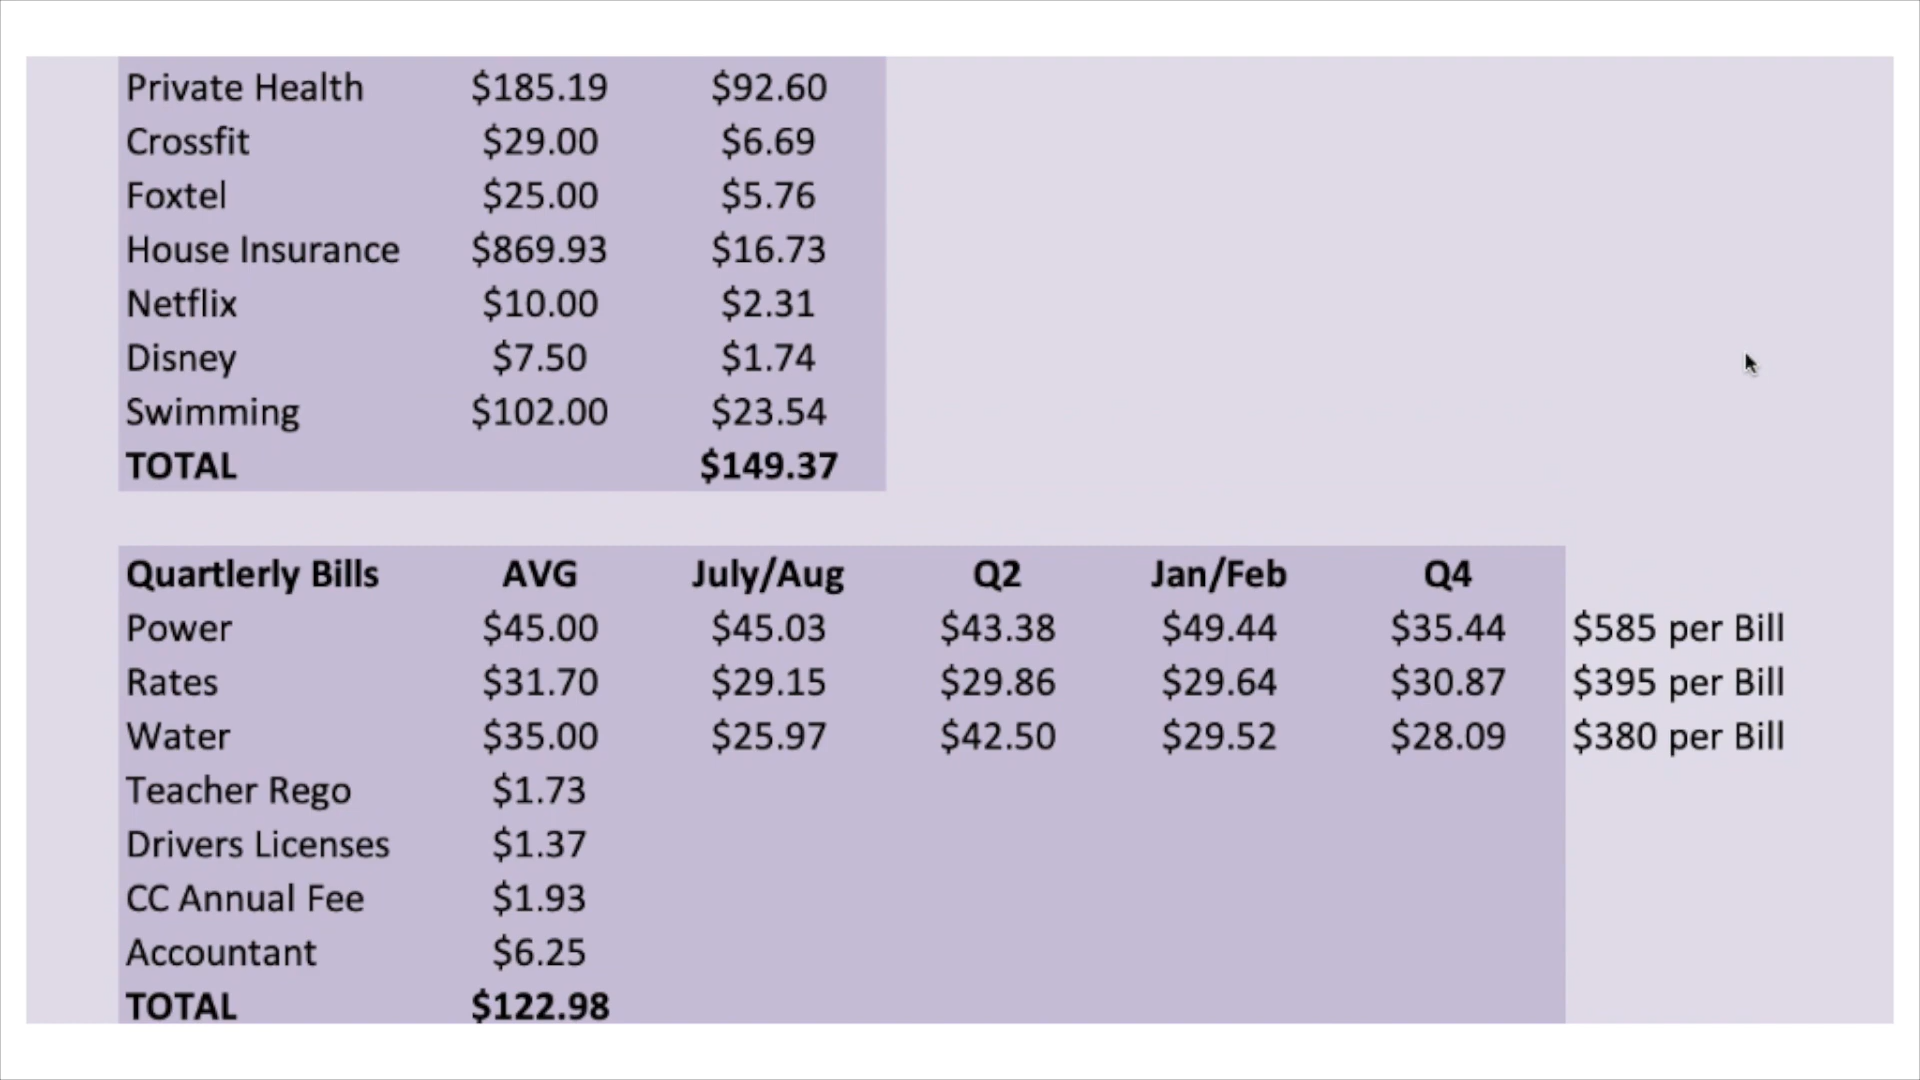 Private Health $185.19 $92.60
Crossfit $29.00 $6.69
Foxtel $25.00 $5.76
House Insurance $869.93 $16.73
Netflix $10.00 $2.31
Disney $7.50 $1.74
Swimming $102.00 $23.54
TOTAL $149.37
Quartlerly Bills AVG July/Aug Q2 Jan/Feb Q4
Power $45.00 $45.03 $43.38 $49.44 $35.44 $585 per Bill
Rates $31.70 $29.15 $29.86 $29.64 $30.87 $395 per Bill
Water $35.00 $25.97 $42.50 $29.52 $28.09 $380 per Bill
Teacher Rego $1.73
Drivers Licenses $1.37
CC Annual Fee $1.93
Accountant $6.25
TOTAL $122.98